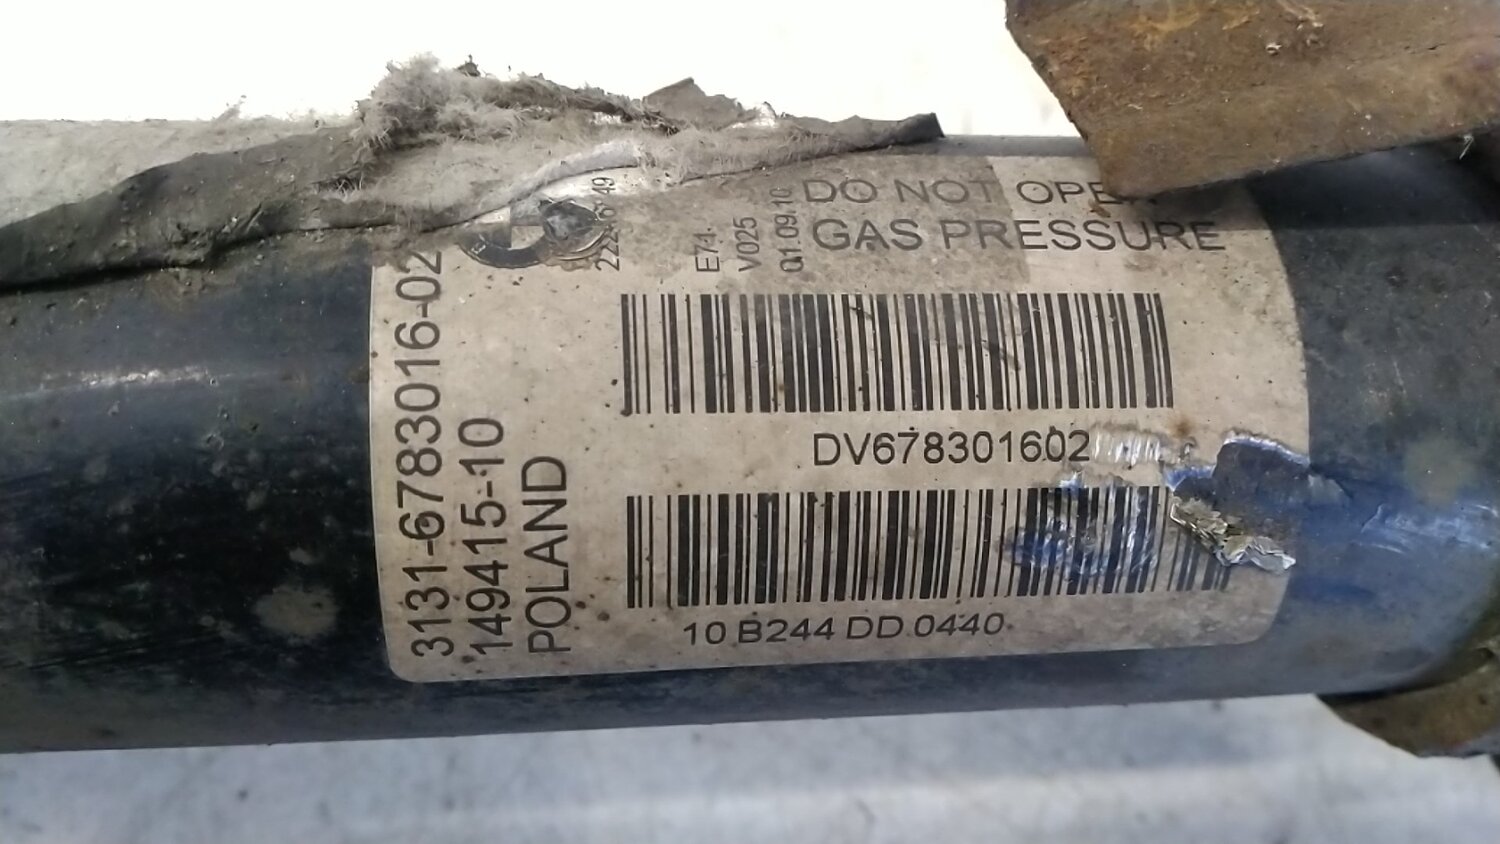 DO NOT OPEN
GAS PRESSURE
E74.
V025
01.09.10
DV678301602
10 B244 DD 0440
3131-6783016-02
149415-10
POLAND